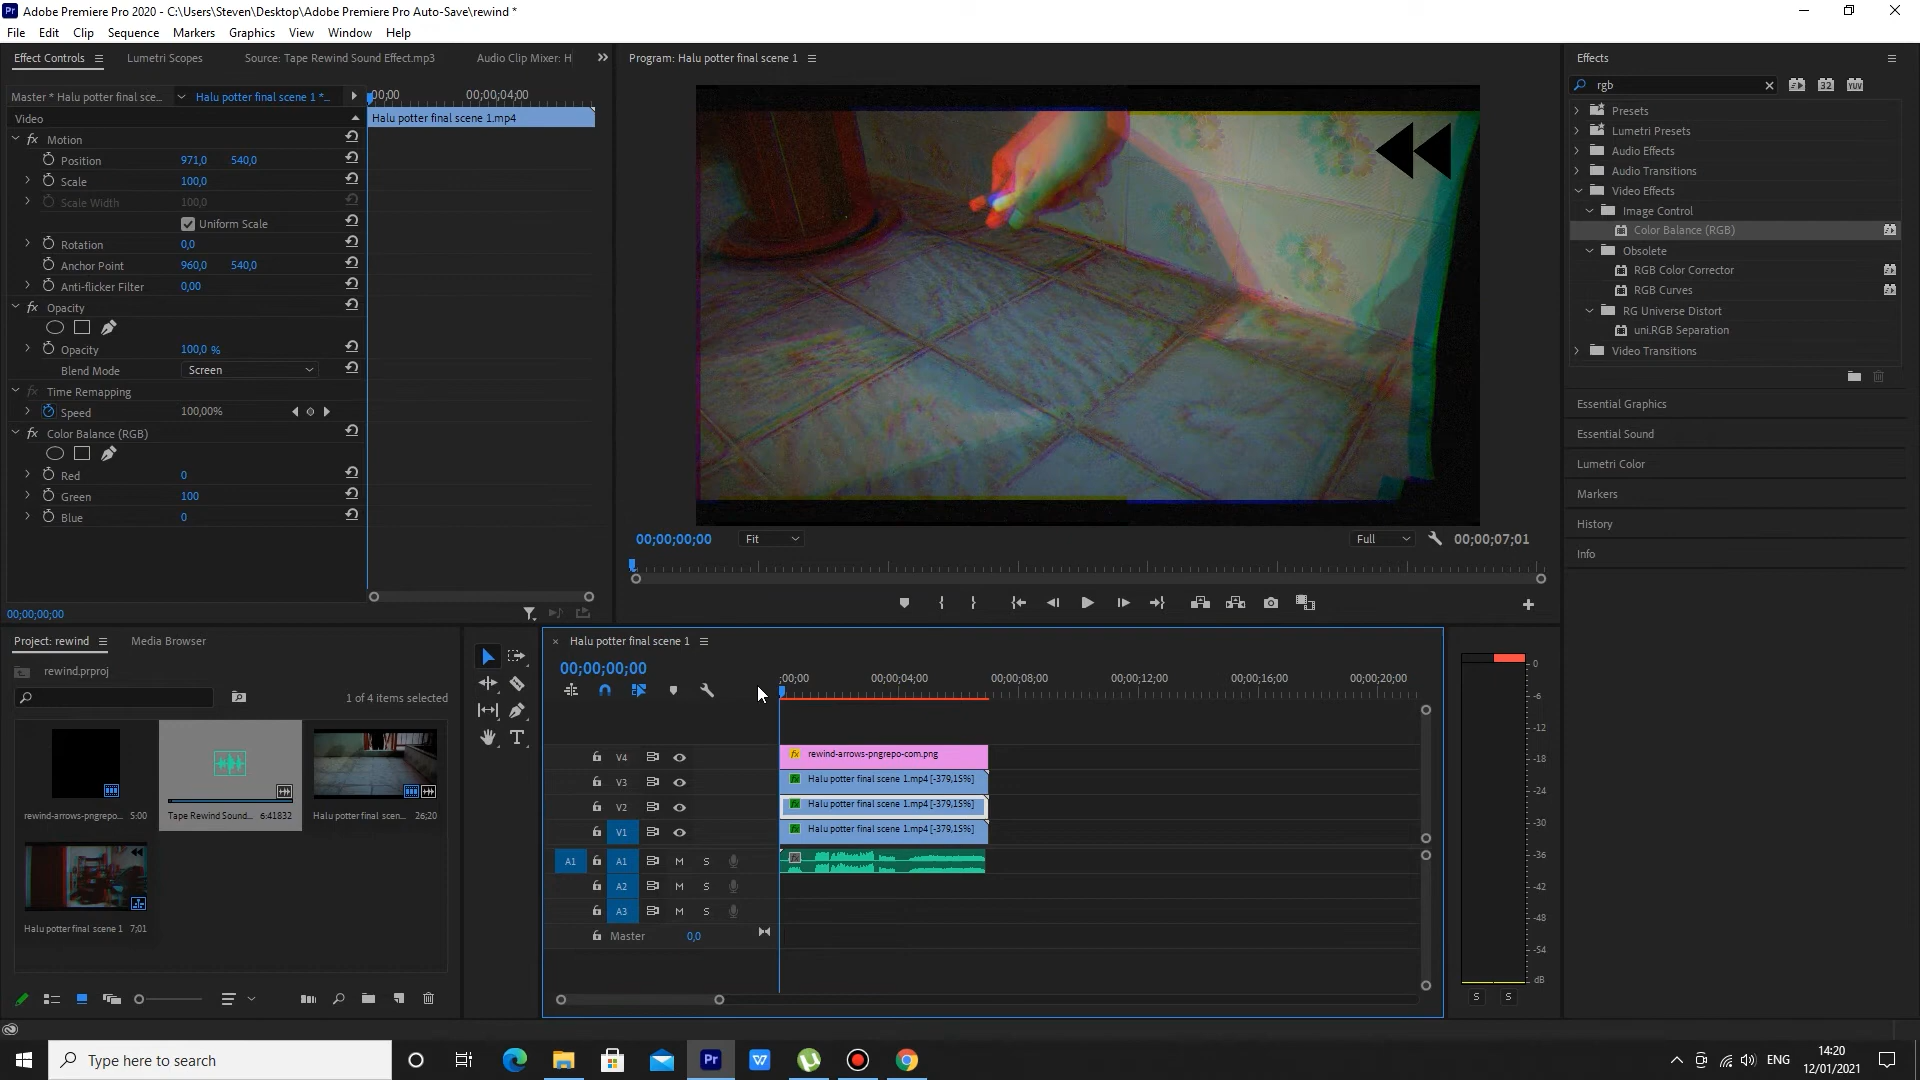 Adobe Premiere Pro 2020 - C:\Users\Steven\Desktop\Adobe Premiere Pro Auto-Save\rewind *
File Edit Clip Sequence Markers Graphics View Window Help
Effect Controls Lumetri Scopes Source: Tape Rewind Sound Effect.mp3 Audio Clip Mixer: H
Program: Halu potter final scene 1
Effects
Master * Halu potter final sce... Halu potter final scene 1 *... ;00;00 00;00;04;00
rgb
Video
Halu potter final scene 1.mp4
Motion
Position 971,0 540,0
Scale 100,0
Scale Width 100,0
Uniform Scale
Rotation 0,0
Anchor Point 960,0 540,0
Anti-flicker Filter 0,00
Opacity
Opacity 100,0 %
Blend Mode Screen
Time Remapping
Speed 100,00%
Color Balance (RGB)
Red 0
Green 100
Blue 0
00;00;00;00
00;00;00;00 Fit Full 00;00;07;01
Presets
Lumetri Presets
Audio Effects
Audio Transitions
Video Effects
Image Control
Color Balance (RGB)
Obsolete
RGB Color Corrector
RGB Curves
RG Universe Distort
uni.RGB Separation
Video Transitions
Essential Graphics
Essential Sound
Lumetri Color
Markers
History
Info
Project: rewind Media Browser
rewind.prproj
1 of 4 items selected
rewind-arrows-pngrepo... 5:00
Tape Rewind Sound... 6:41832
Halu potter final scen... 26;20
Halu potter final scene 1 7;01
Halu potter final scene 1
00;00;00;00
;00;00 00;00;04;00 00;00;08;00 00;00;12;00 00;00;16;00 00;00;20;00
V4 rewind-arrows-pngrepo-com.png
V3 Halu potter final scene 1.mp4 [-379,15%]
V2 Halu potter final scene 1.mp4 [-379,15%]
V1 Halu potter final scene 1.mp4 [-379,15%]
A1 A1 M S
A2 M S
A3 M S
Master 0,0
0
-6
-12
-18
-24
-30
-36
-42
-48
-54
dB
S S
Type here to search
ENG
14:20
12/01/2021